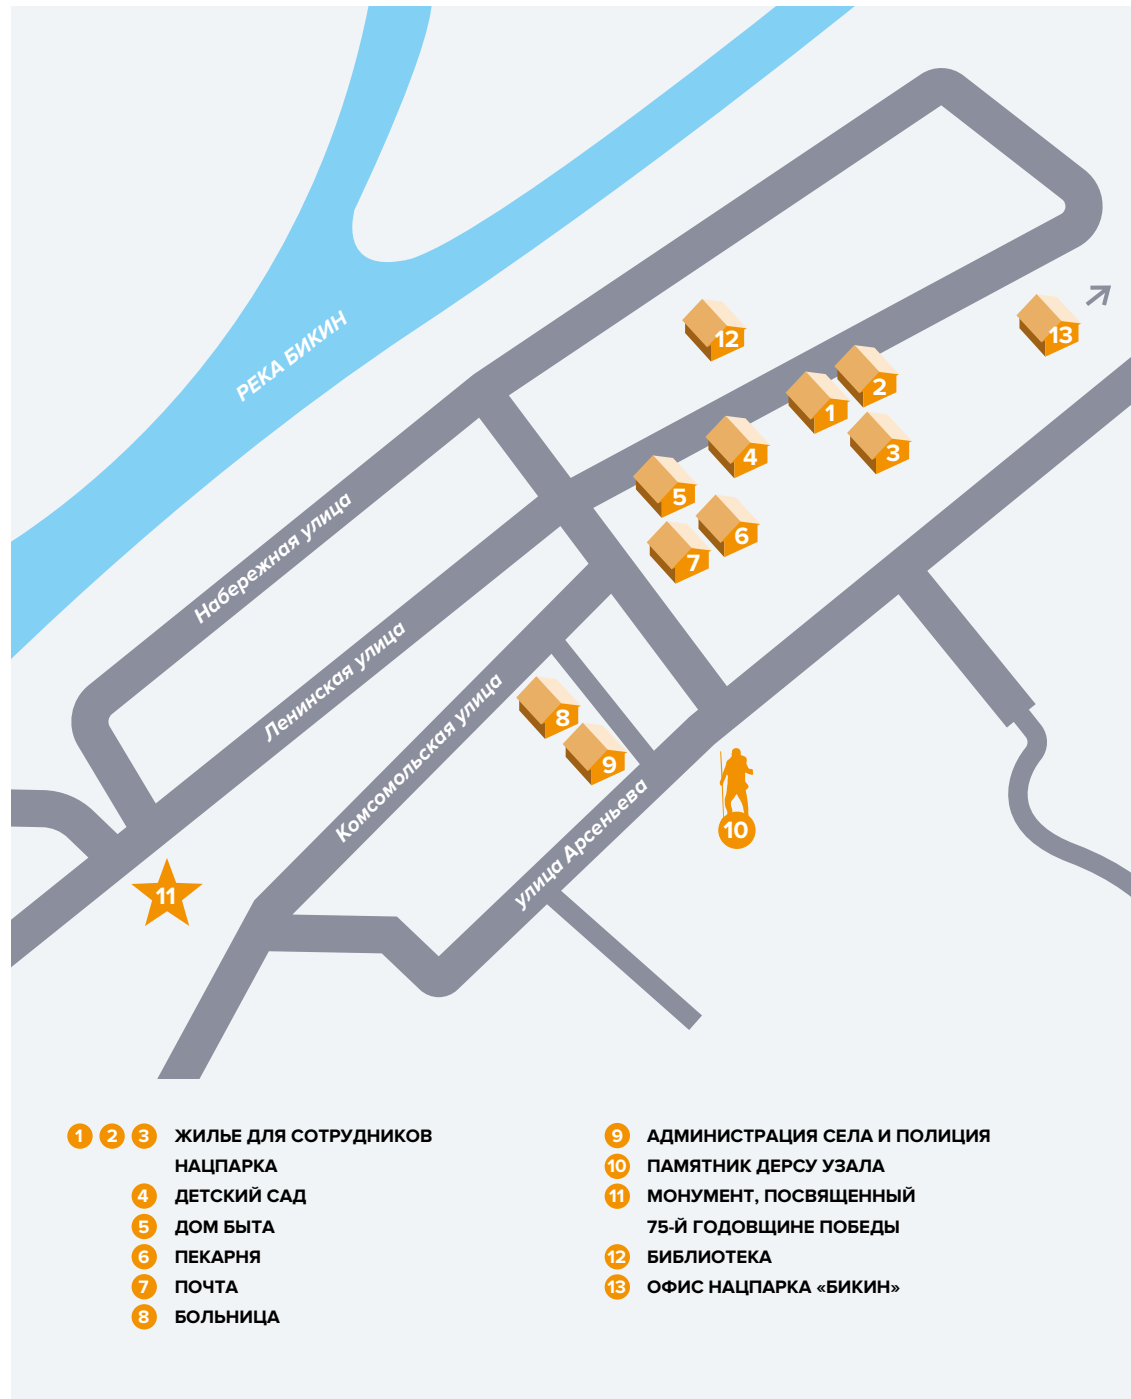 РЕКА БИКИН
Набережная улица
Ленинская улица
Комсомольская улица
улица Арсеньева
12
13
2
1
3
4
5
6
7
8
9
10
11
1 2 3 ЖИЛЬЕ ДЛЯ СОТРУДНИКОВ
НАЦПАРКА
4 ДЕТСКИЙ САД
5 ДОМ БЫТА
6 ПЕКАРНЯ
7 ПОЧТА
8 БОЛЬНИЦА
9 АДМИНИСТРАЦИЯ СЕЛА И ПОЛИЦИЯ
10 ПАМЯТНИК ДЕРСУ УЗАЛА
11 МОНУМЕНТ, ПОСВЯЩЕННЫЙ
75-Й ГОДОВЩИНЕ ПОБЕДЫ
12 БИБЛИОТЕКА
13 ОФИС НАЦПАРКА «БИКИН»